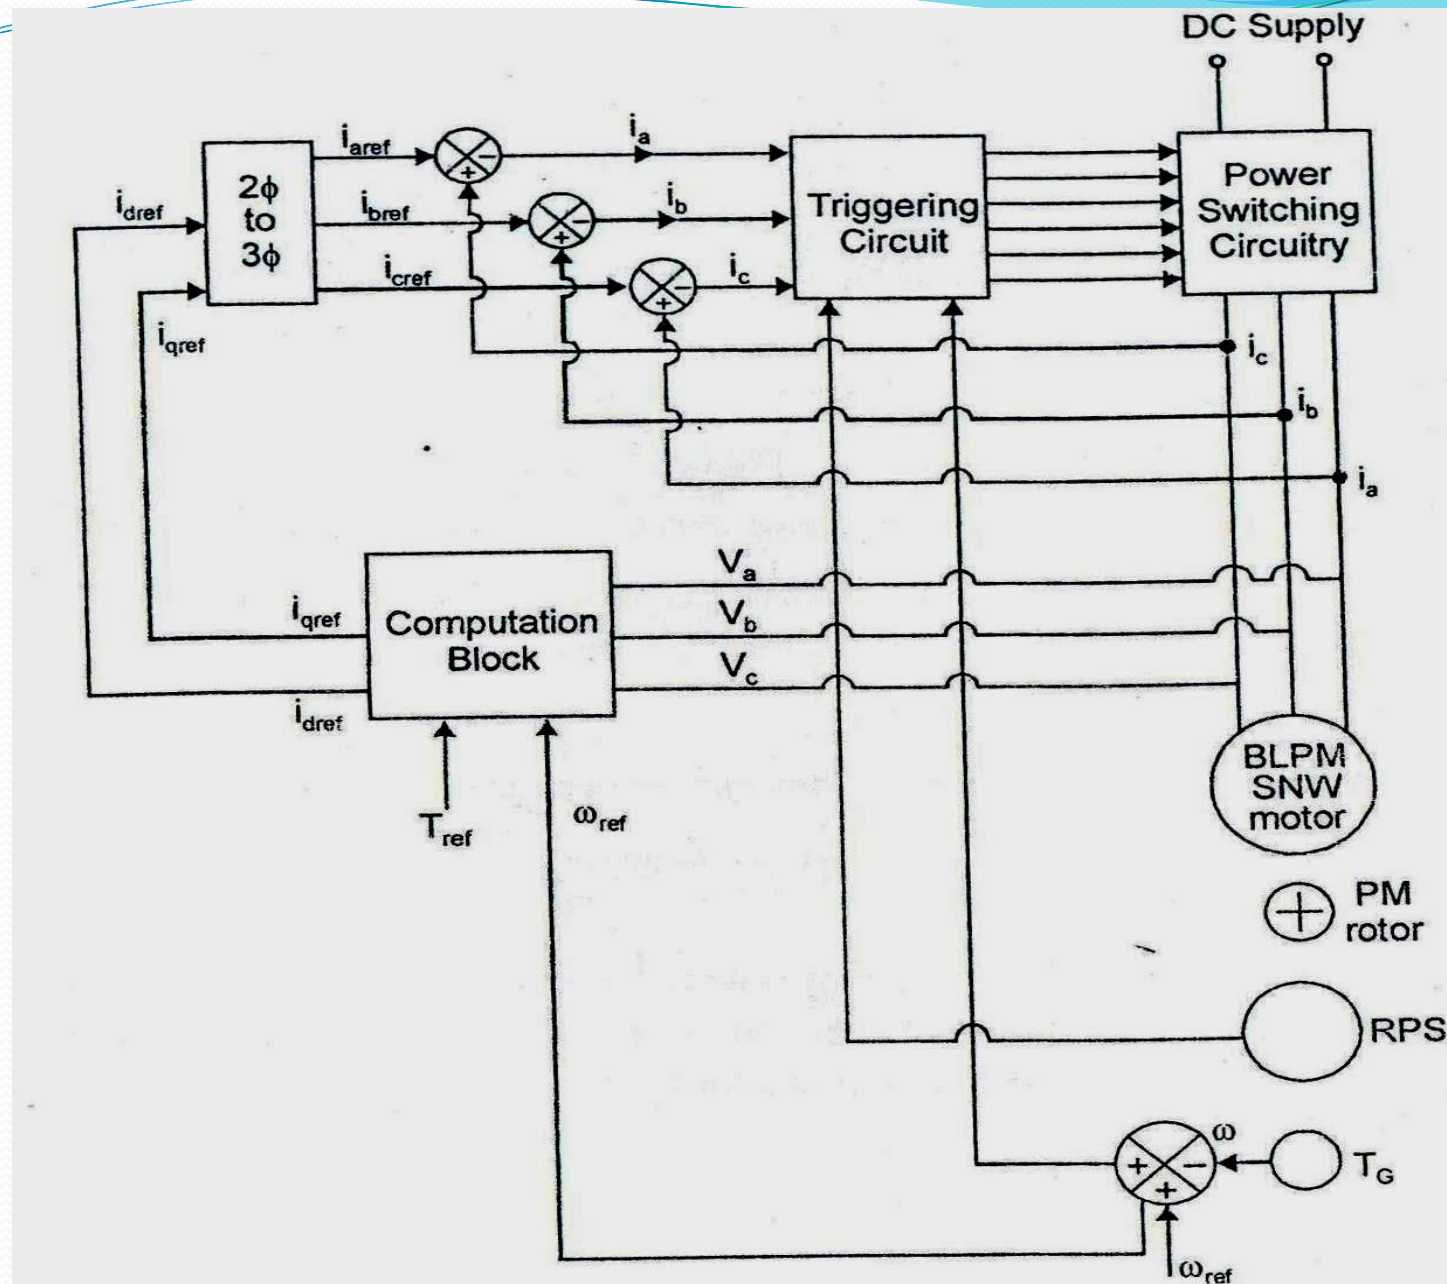 DC Supply
i_aref
i_a
2ϕ
to
3ϕ
i_dref
i_bref
i_b
Triggering
Circuit
Power
Switching
Circuitry
i_cref
i_c
i_qref
i_c
i_b
i_a
V_a
i_qref
Computation
Block
V_b
V_c
i_dref
T_ref
ω_ref
BLPM
SNW
motor
PM
rotor
RPS
ω
T_G
ω_ref